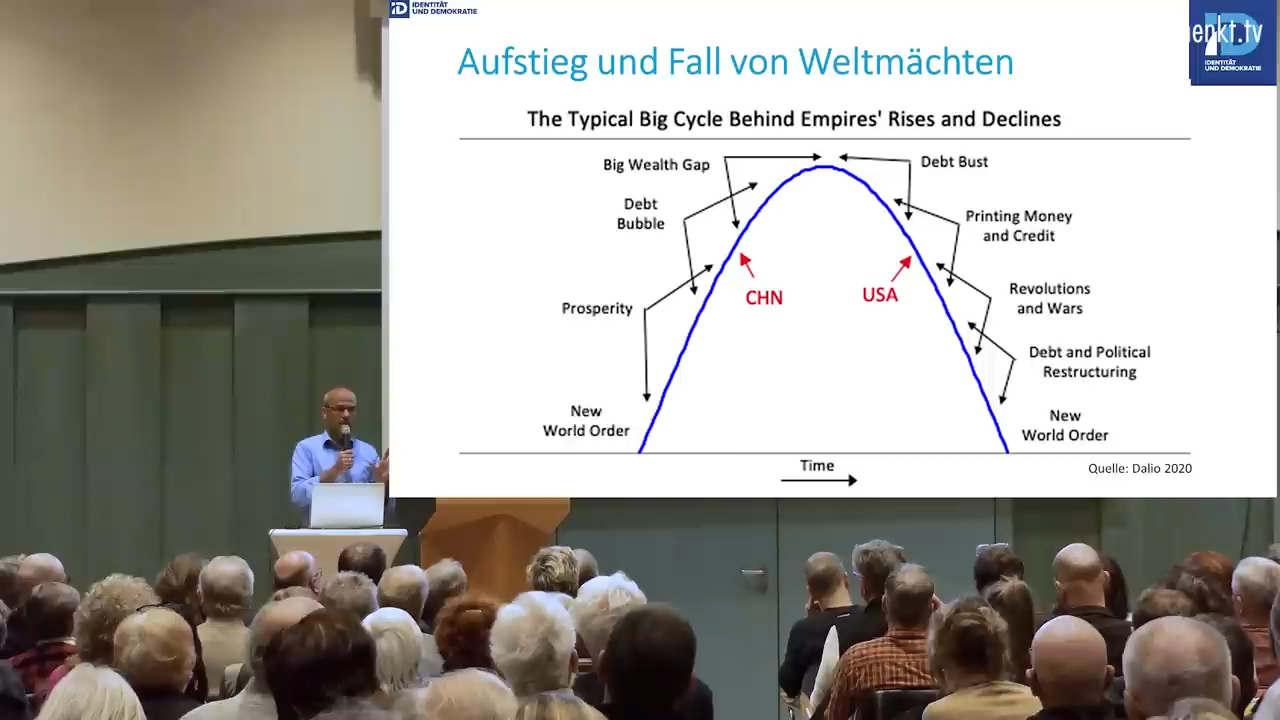 IDENTITÄT
UND DEMOKRATIE
Aufstieg und Fall von Weltmächten
enkt.tv
IDENTITÄT
UND DEMOKRATIE
The Typical Big Cycle Behind Empires' Rises and Declines
Big Wealth Gap
Debt
Bubble
Prosperity
New
World Order
CHN
USA
Debt Bust
Printing Money
and Credit
Revolutions
and Wars
Debt and Political
Restructuring
New
World Order
Time
Quelle: Dalio 2020